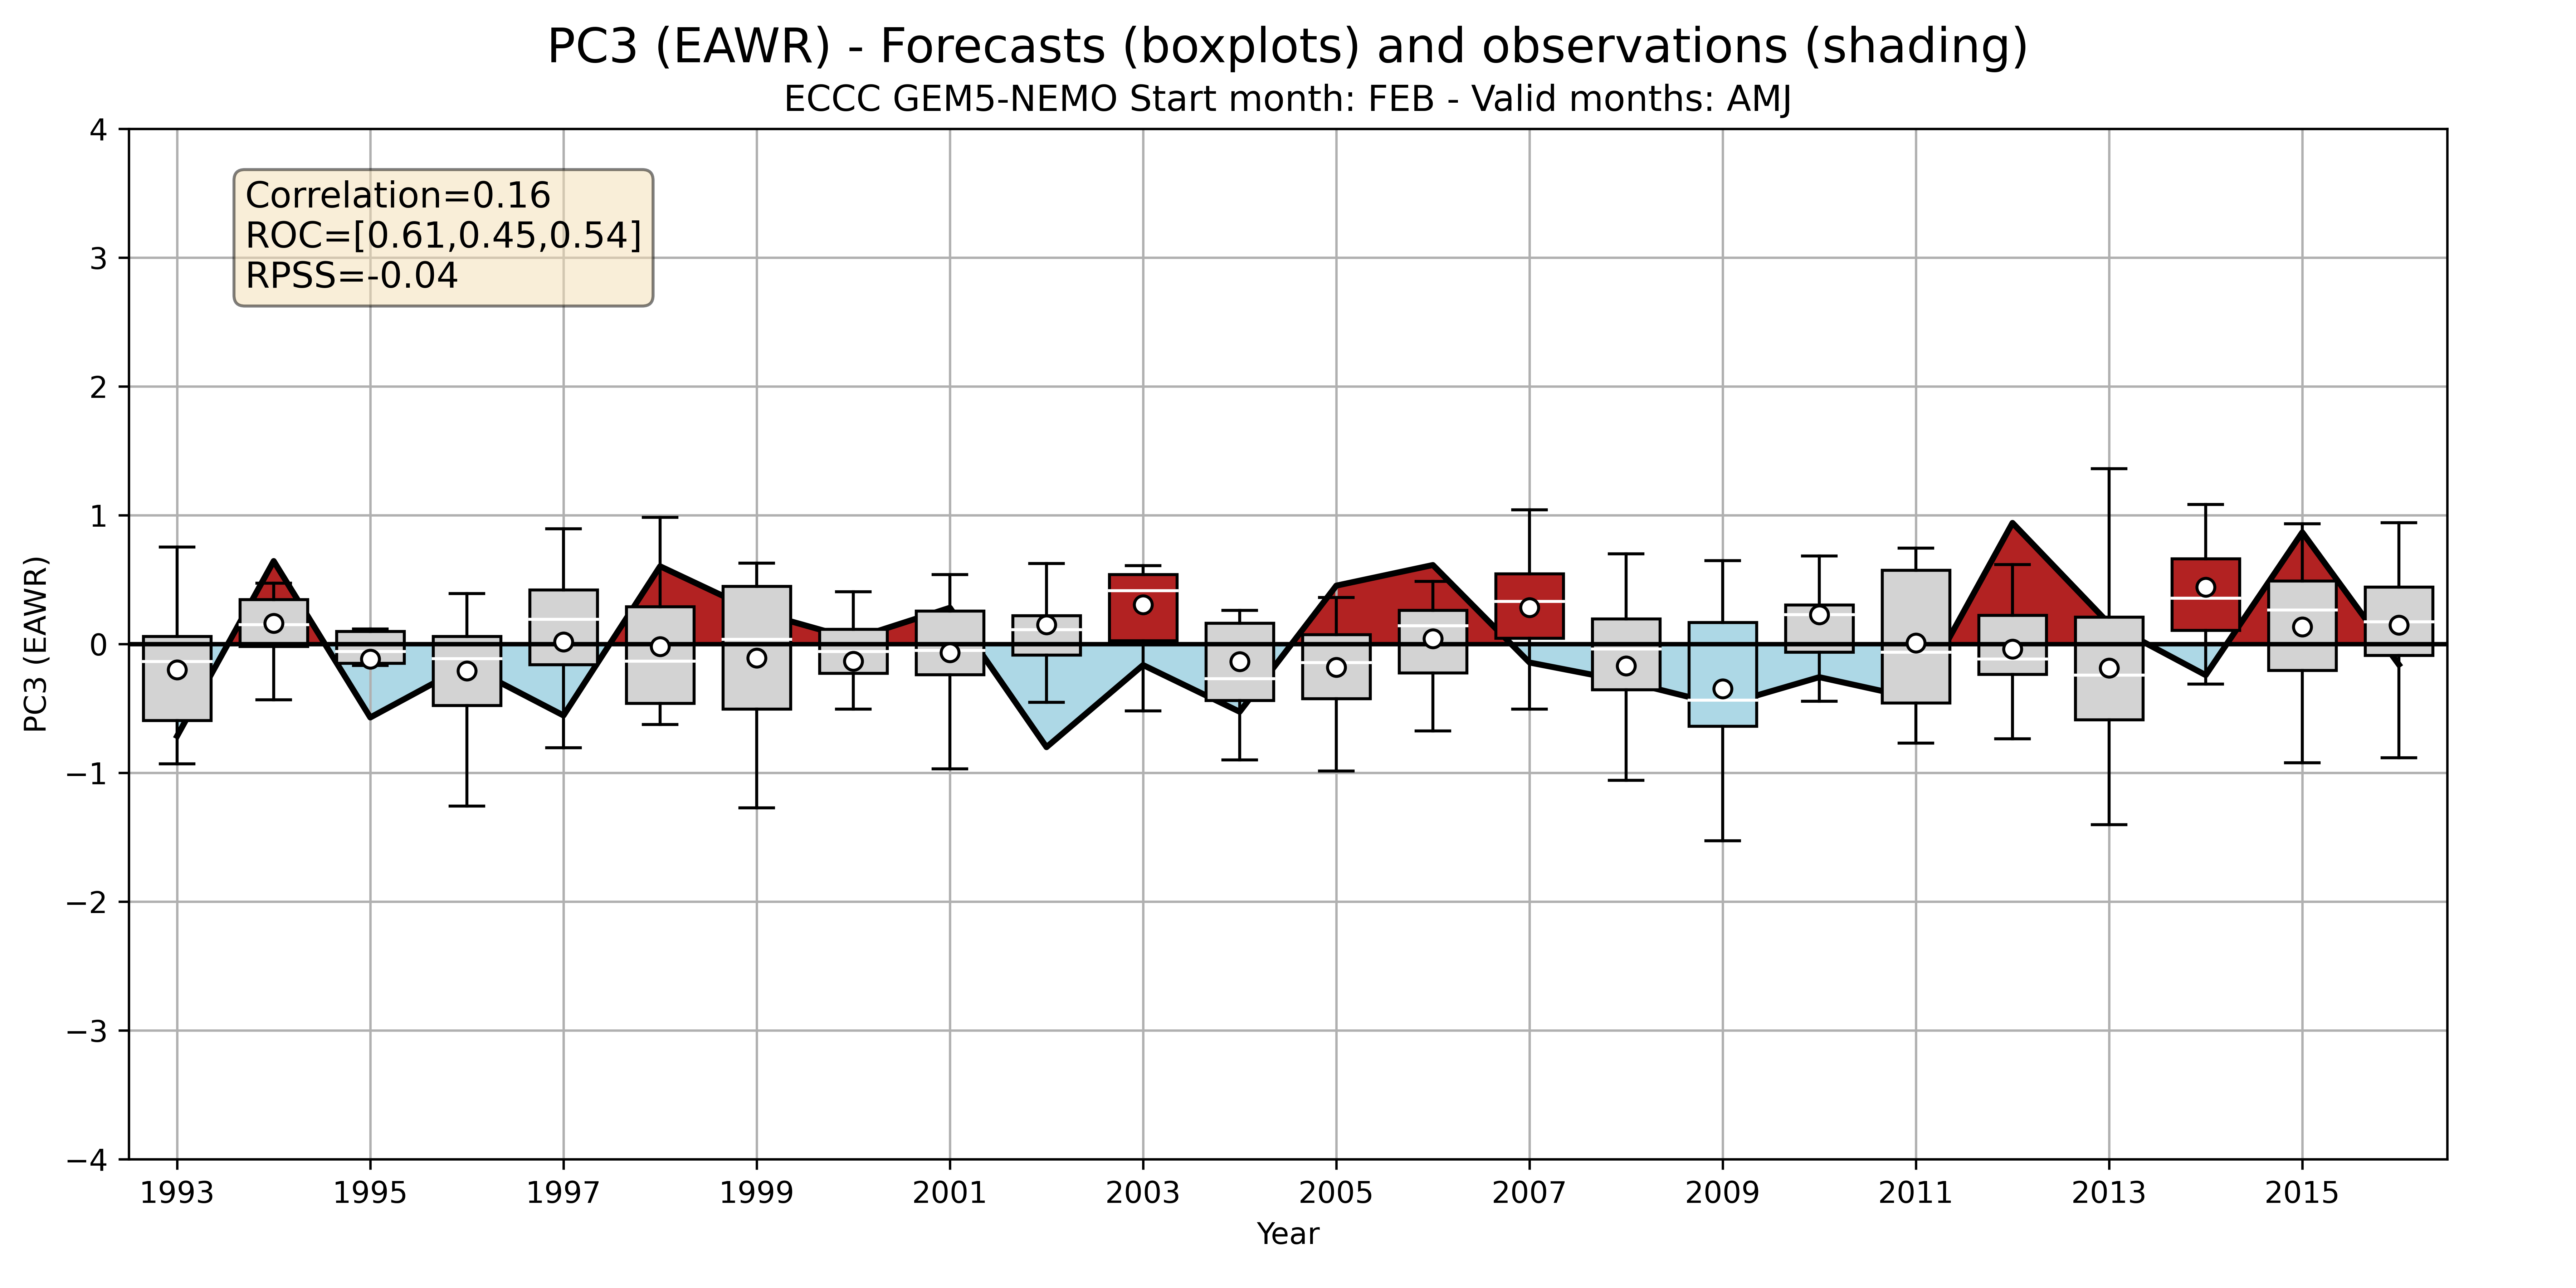 PC3 (EAWR) - Forecasts (boxplots) and observations (shading)
ECCC GEM5-NEMO Start month: FEB - Valid months: AMJ
Correlation=0.16
ROC=[0.61,0.45,0.54]
RPSS=-0.04
PC3 (EAWR)
4
3
2
1
0
−1
−2
−3
−4
1993 1995 1997 1999 2001 2003 2005 2007 2009 2011 2013 2015
Year